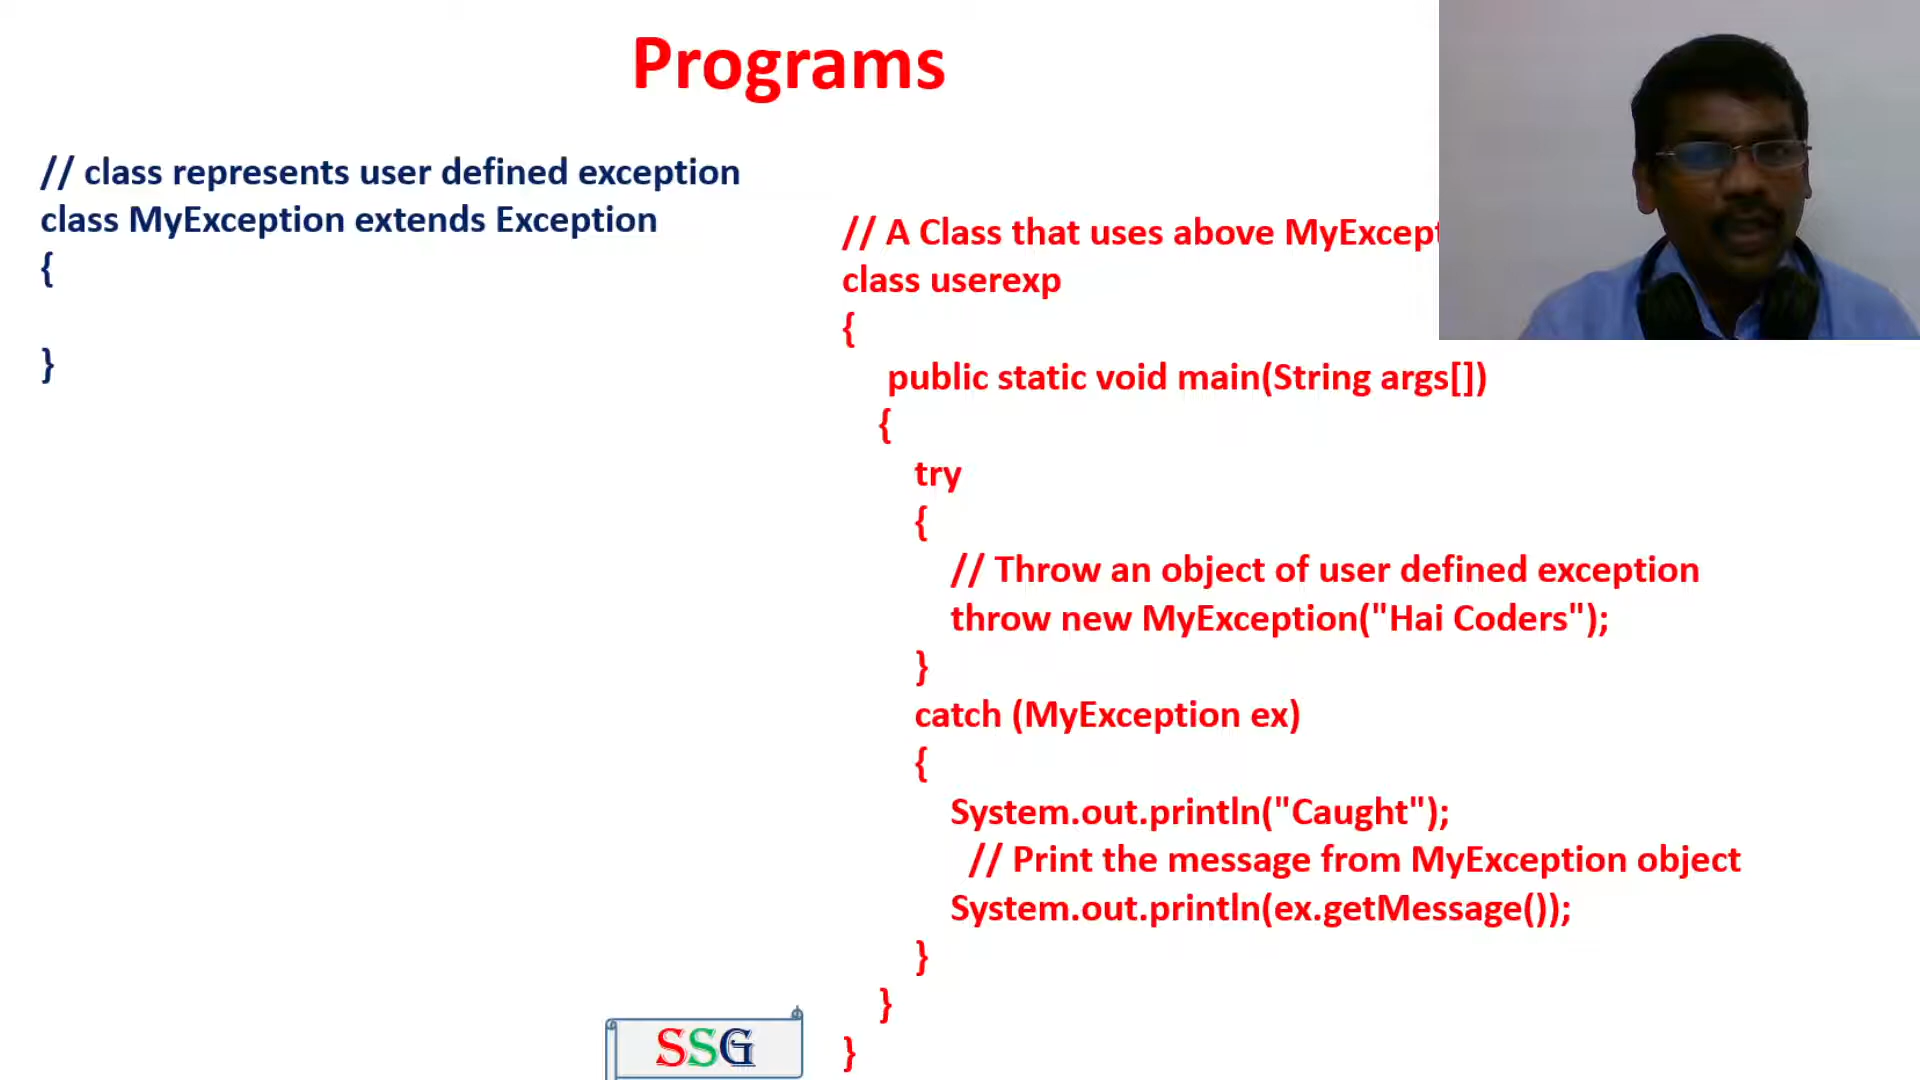 Programs
// class represents user defined exception
class MyException extends Exception
{
}
// A Class that uses above MyExcept
class userexp
{
public static void main(String args[])
{
try
{
// Throw an object of user defined exception
throw new MyException("Hai Coders");
}
catch (MyException ex)
{
System.out.println("Caught");
// Print the message from MyException object
System.out.println(ex.getMessage());
}
}
}
SSG